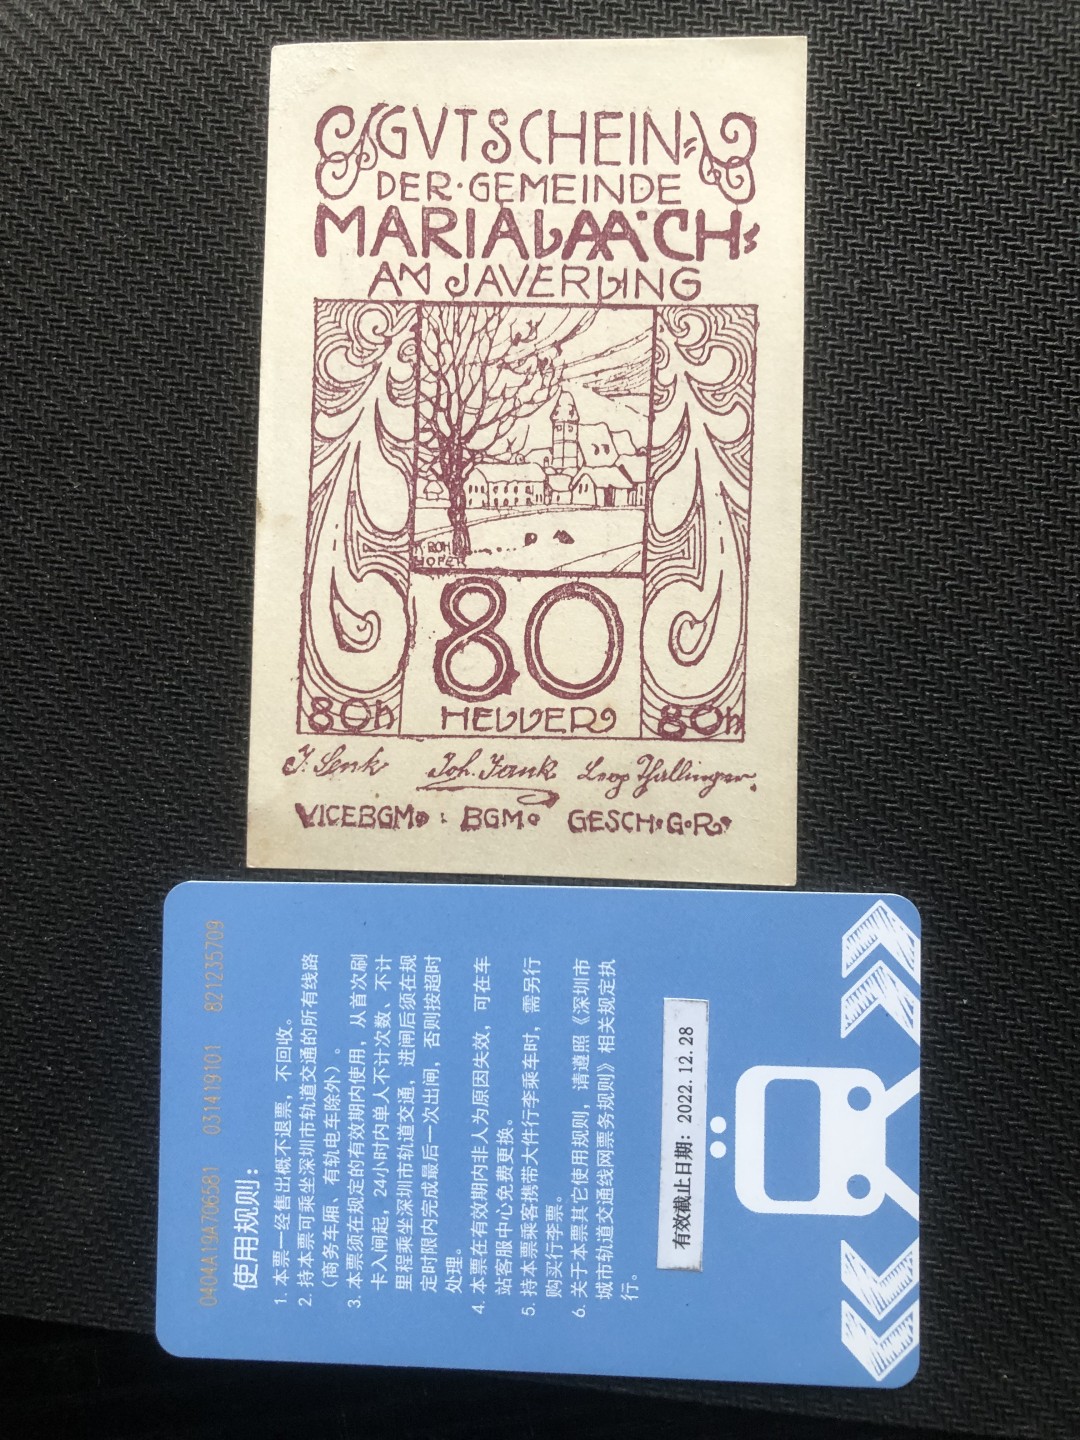 GVTSCHEIN
DER·GEMEINDE
MARIALAACH
AM JAVERLING
K·ROH
HOFER
80
80h HELLER 80h
J. Senk Joh. Jank Leop Thallinger.
VICEBGM· : BGM· GESCH·G·R·
0404A19A706581 031419101 821235709
使用规则：
1. 本票一经售出概不退票，不回收。
2. 持本票可乘坐深圳市轨道交通的所有线路
（商务车厢、有轨电车除外）。
3. 本票须在规定的有效期内使用，从首次刷
卡入闸起，24小时内单人不计次数、不计
里程乘坐深圳市轨道交通，进闸后须在规
定时限内完成最后一次出闸，否则按超时
处理。
4. 本票在有效期内非人为原因失效，可在车
站客服中心免费更换。
5. 持本票乘客携带大件行李乘车时，需另行
购买行李票。
6. 关于本票其它使用规则，请遵照《深圳市
城市轨道交通线网票务规则》相关规定执
行。
有效截止日期：2022.12.28